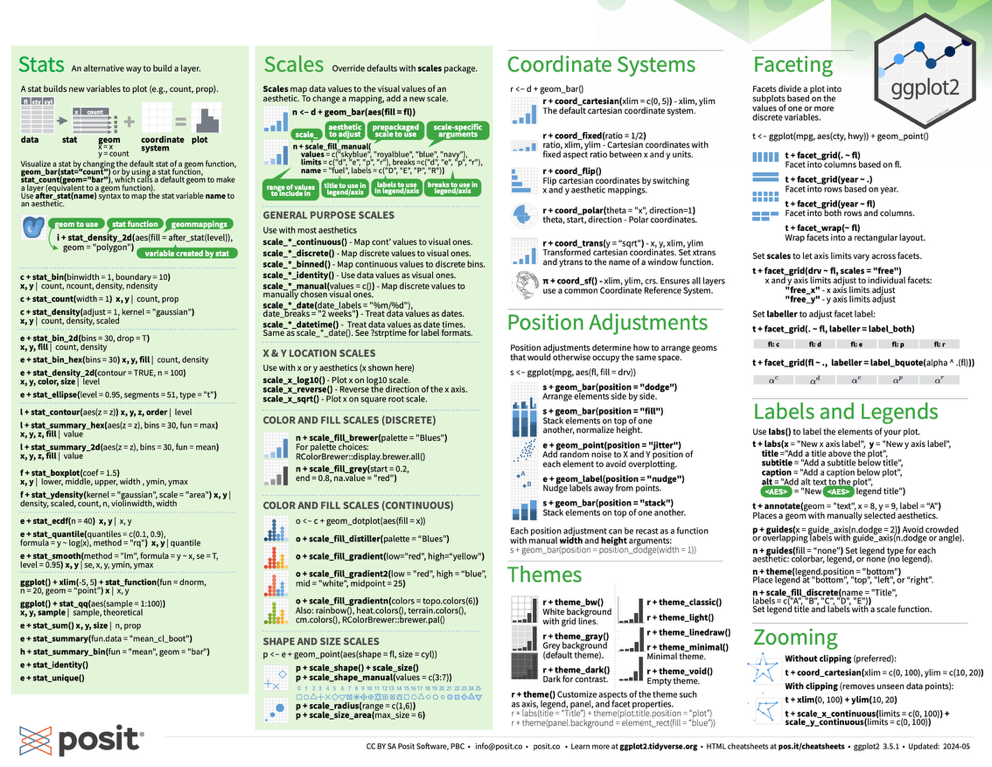 Stats An alternative way to build a layer.
A stat builds new variables to plot (e.g., count, prop).
fl cty cyl
x count
data stat geom coordinate system plot
x = x
y = count
Visualize a stat by changing the default stat of a geom function,
geom_bar(stat="count") or by using a stat function,
stat_count(geom="bar"), which calls a default geom to make
a layer (equivalent to a geom function).
Use after_stat(name) syntax to map the stat variable name to
an aesthetic.
geom to use stat function geommappings
i + stat_density_2d(aes(fill = after_stat(level)),
geom = "polygon")
variable created by stat
c + stat_bin(binwidth = 1, boundary = 10)
x, y | count, ncount, density, ndensity
c + stat_count(width = 1) x, y | count, prop
c + stat_density(adjust = 1, kernel = "gaussian")
x, y | count, density, scaled
e + stat_bin_2d(bins = 30, drop = T)
x, y, fill | count, density
e + stat_bin_hex(bins = 30) x, y, fill | count, density
e + stat_density_2d(contour = TRUE, n = 100)
x, y, color, size | level
e + stat_ellipse(level = 0.95, segments = 51, type = "t")
l + stat_contour(aes(z = z)) x, y, z, order | level
l + stat_summary_hex(aes(z = z), bins = 30, fun = max)
x, y, z, fill | value
l + stat_summary_2d(aes(z = z), bins = 30, fun = mean)
x, y, z, fill | value
f + stat_boxplot(coef = 1.5)
x, y | lower, middle, upper, width , ymin, ymax
f + stat_ydensity(kernel = "gaussian", scale = "area") x, y |
density, scaled, count, n, violinwidth, width
e + stat_ecdf(n = 40) x, y | x, y
e + stat_quantile(quantiles = c(0.1, 0.9),
formula = y ~ log(x), method = "rq") x, y | quantile
e + stat_smooth(method = "lm", formula = y ~ x, se = T,
level = 0.95) x, y | se, x, y, ymin, ymax
ggplot() + xlim(-5, 5) + stat_function(fun = dnorm,
n = 20, geom = "point") x | x, y
ggplot() + stat_qq(aes(sample = 1:100))
x, y, sample | sample, theoretical
e + stat_sum() x, y, size | n, prop
e + stat_summary(fun.data = "mean_cl_boot")
h + stat_summary_bin(fun = "mean", geom = "bar")
e + stat_identity()
e + stat_unique()
Scales Override defaults with scales package.
Scales map data values to the visual values of an
aesthetic. To change a mapping, add a new scale.
n <- d + geom_bar(aes(fill = fl))
scale_ aesthetic to adjust prepackaged scale to use scale-specific arguments
n + scale_fill_manual(
values = c("skyblue", "royalblue", "blue", "navy"),
limits = c("d", "e", "p", "r"), breaks =c("d", "e", "p", "r"),
name = "fuel", labels = c("D", "E", "P", "R"))
range of values to include in title to use in legend/axis labels to use in legend/axis breaks to use in legend/axis
GENERAL PURPOSE SCALES
Use with most aesthetics
scale_*_continuous() - Map cont' values to visual ones.
scale_*_discrete() - Map discrete values to visual ones.
scale_*_binned() - Map continuous values to discrete bins.
scale_*_identity() - Use data values as visual ones.
scale_*_manual(values = c()) - Map discrete values to
manually chosen visual ones.
scale_*_date(date_labels = "%m/%d"),
date_breaks = "2 weeks") - Treat data values as dates.
scale_*_datetime() - Treat data values as date times.
Same as scale_*_date(). See ?strptime for label formats.
X & Y LOCATION SCALES
Use with x or y aesthetics (x shown here)
scale_x_log10() - Plot x on log10 scale.
scale_x_reverse() - Reverse the direction of the x axis.
scale_x_sqrt() - Plot x on square root scale.
COLOR AND FILL SCALES (DISCRETE)
n + scale_fill_brewer(palette = "Blues")
For palette choices:
RColorBrewer::display.brewer.all()
n + scale_fill_grey(start = 0.2,
end = 0.8, na.value = "red")
COLOR AND FILL SCALES (CONTINUOUS)
o <- c + geom_dotplot(aes(fill = x))
o + scale_fill_distiller(palette = "Blues")
o + scale_fill_gradient(low="red", high="yellow")
o + scale_fill_gradient2(low = "red", high = "blue",
mid = "white", midpoint = 25)
o + scale_fill_gradientn(colors = topo.colors(6))
Also: rainbow(), heat.colors(), terrain.colors(),
cm.colors(), RColorBrewer::brewer.pal()
SHAPE AND SIZE SCALES
p <- e + geom_point(aes(shape = fl, size = cyl))
p + scale_shape() + scale_size()
p + scale_shape_manual(values = c(3:7))
0 1 2 3 4 5 6 7 8 9 10 11 12 13 14 15 16 17 18 19 20 21 22 23 24 25
p + scale_radius(range = c(1,6))
p + scale_size_area(max_size = 6)
Coordinate Systems
r <- d + geom_bar()
r + coord_cartesian(xlim = c(0, 5)) - xlim, ylim
The default cartesian coordinate system.
r + coord_fixed(ratio = 1/2)
ratio, xlim, ylim - Cartesian coordinates with
fixed aspect ratio between x and y units.
r + coord_flip()
Flip cartesian coordinates by switching
x and y aesthetic mappings.
r + coord_polar(theta = "x", direction=1)
theta, start, direction - Polar coordinates.
r + coord_trans(y = "sqrt") - x, y, xlim, ylim
Transformed cartesian coordinates. Set xtrans
and ytrans to the name of a window function.
π + coord_sf() - xlim, ylim, crs. Ensures all layers
use a common Coordinate Reference System.
Position Adjustments
Position adjustments determine how to arrange geoms
that would otherwise occupy the same space.
s <- ggplot(mpg, aes(fl, fill = drv))
s + geom_bar(position = "dodge")
Arrange elements side by side.
s + geom_bar(position = "fill")
Stack elements on top of one
another, normalize height.
e + geom_point(position = "jitter")
Add random noise to X and Y position of
each element to avoid overplotting.
e + geom_label(position = "nudge")
Nudge labels away from points.
s + geom_bar(position = "stack")
Stack elements on top of one another.
Each position adjustment can be recast as a function
with manual width and height arguments:
s + geom_bar(position = position_dodge(width = 1))
Themes
r + theme_bw()
White background
with grid lines.
r + theme_gray()
Grey background
(default theme).
r + theme_dark()
Dark for contrast.
r + theme_classic()
r + theme_light()
r + theme_linedraw()
r + theme_minimal()
Minimal theme.
r + theme_void()
Empty theme.
r + theme() Customize aspects of the theme such
as axis, legend, panel, and facet properties.
r + labs(title = "Title") + theme(plot.title.position = "plot")
r + theme(panel.background = element_rect(fill = "blue"))
ggplot2
Faceting
Facets divide a plot into
subplots based on the
values of one or more
discrete variables.
t <- ggplot(mpg, aes(cty, hwy)) + geom_point()
t + facet_grid(. ~ fl)
Facet into columns based on fl.
t + facet_grid(year ~ .)
Facet into rows based on year.
t + facet_grid(year ~ fl)
Facet into both rows and columns.
t + facet_wrap(~ fl)
Wrap facets into a rectangular layout.
Set scales to let axis limits vary across facets.
t + facet_grid(drv ~ fl, scales = "free")
x and y axis limits adjust to individual facets:
"free_x" - x axis limits adjust
"free_y" - y axis limits adjust
Set labeller to adjust facet label:
t + facet_grid(. ~ fl, labeller = label_both)
fl: c fl: d fl: e fl: p fl: r
t + facet_grid(fl ~ ., labeller = label_bquote(alpha ^ .(fl)))
αᶜ αᵈ αᵉ αᵖ αʳ
Labels and Legends
Use labs() to label the elements of your plot.
t + labs(x = "New x axis label", y = "New y axis label",
title ="Add a title above the plot",
subtitle = "Add a subtitle below title",
caption = "Add a caption below plot",
alt = "Add alt text to the plot",
<AES> = "New <AES> legend title")
t + annotate(geom = "text", x = 8, y = 9, label = "A")
Places a geom with manually selected aesthetics.
p + guides(x = guide_axis(n.dodge = 2)) Avoid crowded
or overlapping labels with guide_axis(n.dodge or angle).
n + guides(fill = "none") Set legend type for each
aesthetic: colorbar, legend, or none (no legend).
n + theme(legend.position = "bottom")
Place legend at "bottom", "top", "left", or "right".
n + scale_fill_discrete(name = "Title",
labels = c("A", "B", "C", "D", "E"))
Set legend title and labels with a scale function.
Zooming
Without clipping (preferred):
t + coord_cartesian(xlim = c(0, 100), ylim = c(10, 20))
With clipping (removes unseen data points):
t + xlim(0, 100) + ylim(10, 20)
t + scale_x_continuous(limits = c(0, 100)) +
scale_y_continuous(limits = c(0, 100))
posit®
CC BY SA Posit Software, PBC • info@posit.co • posit.co • Learn more at ggplot2.tidyverse.org • HTML cheatsheets at pos.it/cheatsheets • ggplot2 3.5.1 • Updated: 2024-05